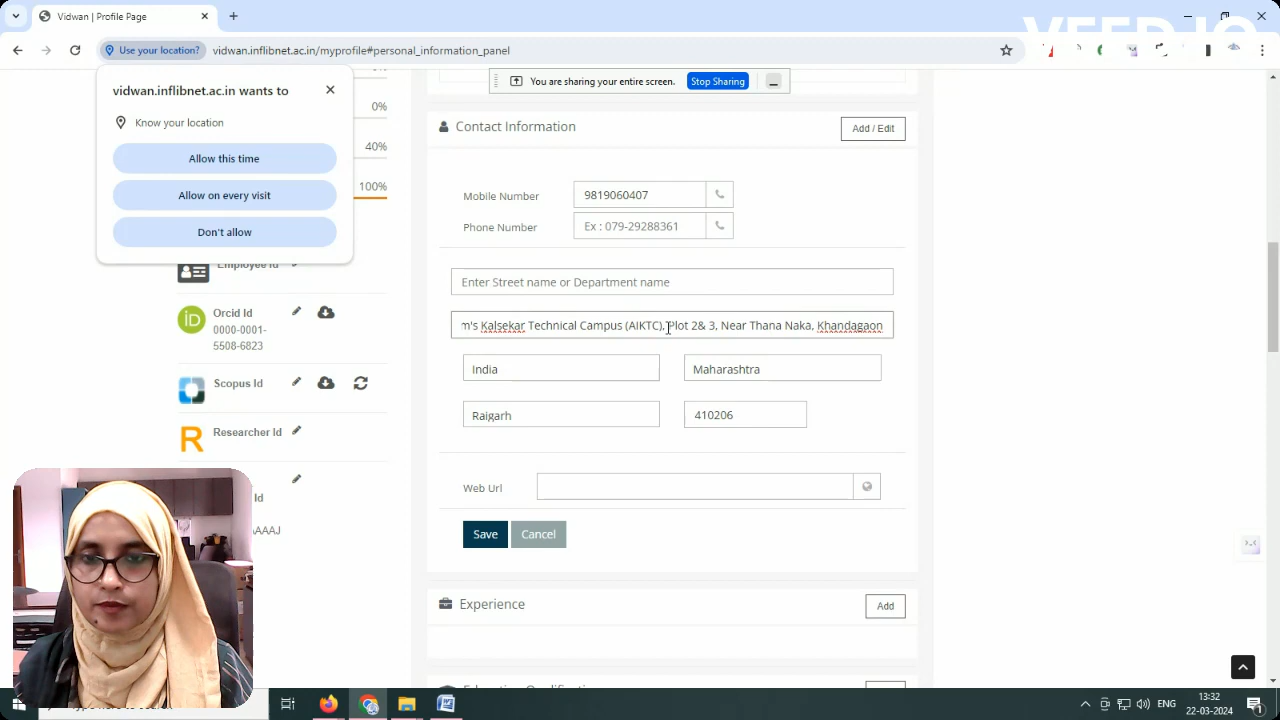 Vidwan | Profile Page
VEED.IO
Use your location?
vidwan.inflibnet.ac.in/myprofile#personal_information_panel
vidwan.inflibnet.ac.in wants to
Know your location
Allow this time
Allow on every visit
Don't allow
You are sharing your entire screen.
Stop Sharing
0%
40%
100%
Employee Id
Orcid Id
0000-0001-
5508-6823
Scopus Id
Researcher Id
Id
AAAJ
Contact Information
Add / Edit
Mobile Number
9819060407
Phone Number
Ex : 079-29288361
Enter Street name or Department name
m's Kalsekar Technical Campus (AIKTC), Plot 2& 3, Near Thana Naka, Khandagaon
India
Maharashtra
Raigarh
410206
Web Url
Save
Cancel
Experience
Add
ENG
13:32
22-03-2024